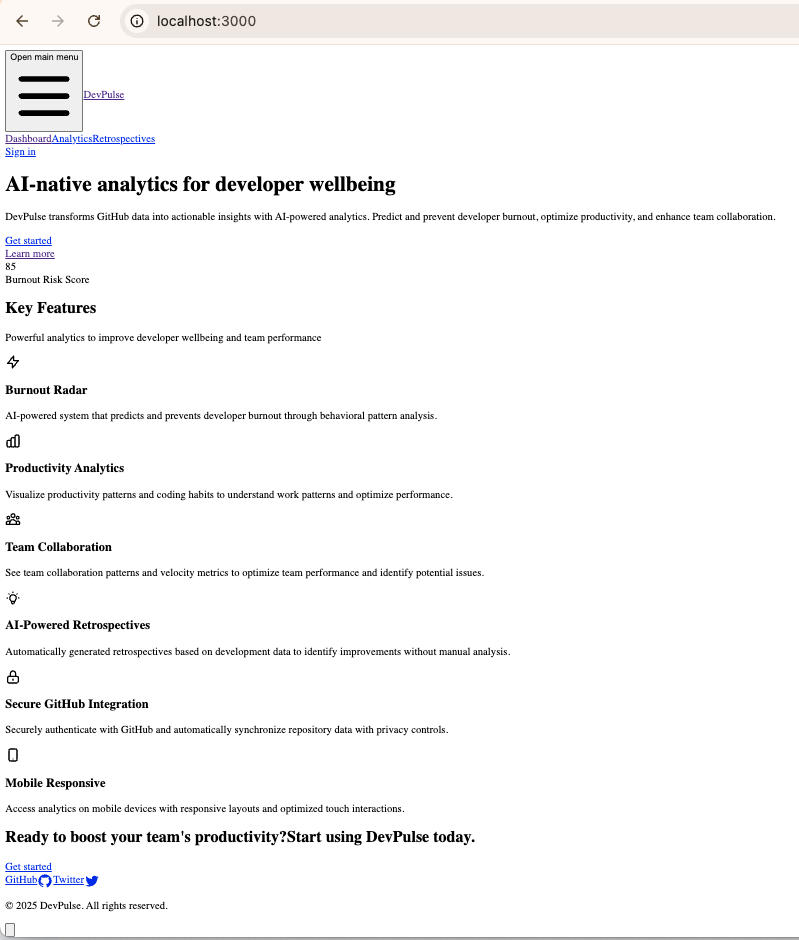 localhost:3000
Open main menu
DevPulse
DashboardAnalyticsRetrospectives
Sign in
AI-native analytics for developer wellbeing
DevPulse transforms GitHub data into actionable insights with AI-powered analytics. Predict and prevent developer burnout, optimize productivity, and enhance team collaboration.
Get started
Learn more
85
Burnout Risk Score
Key Features
Powerful analytics to improve developer wellbeing and team performance
Burnout Radar
AI-powered system that predicts and prevents developer burnout through behavioral pattern analysis.
Productivity Analytics
Visualize productivity patterns and coding habits to understand work patterns and optimize performance.
Team Collaboration
See team collaboration patterns and velocity metrics to optimize team performance and identify potential issues.
AI-Powered Retrospectives
Automatically generated retrospectives based on development data to identify improvements without manual analysis.
Secure GitHub Integration
Securely authenticate with GitHub and automatically synchronize repository data with privacy controls.
Mobile Responsive
Access analytics on mobile devices with responsive layouts and optimized touch interactions.
Ready to boost your team's productivity?Start using DevPulse today.
Get started
GitHub Twitter
© 2025 DevPulse. All rights reserved.